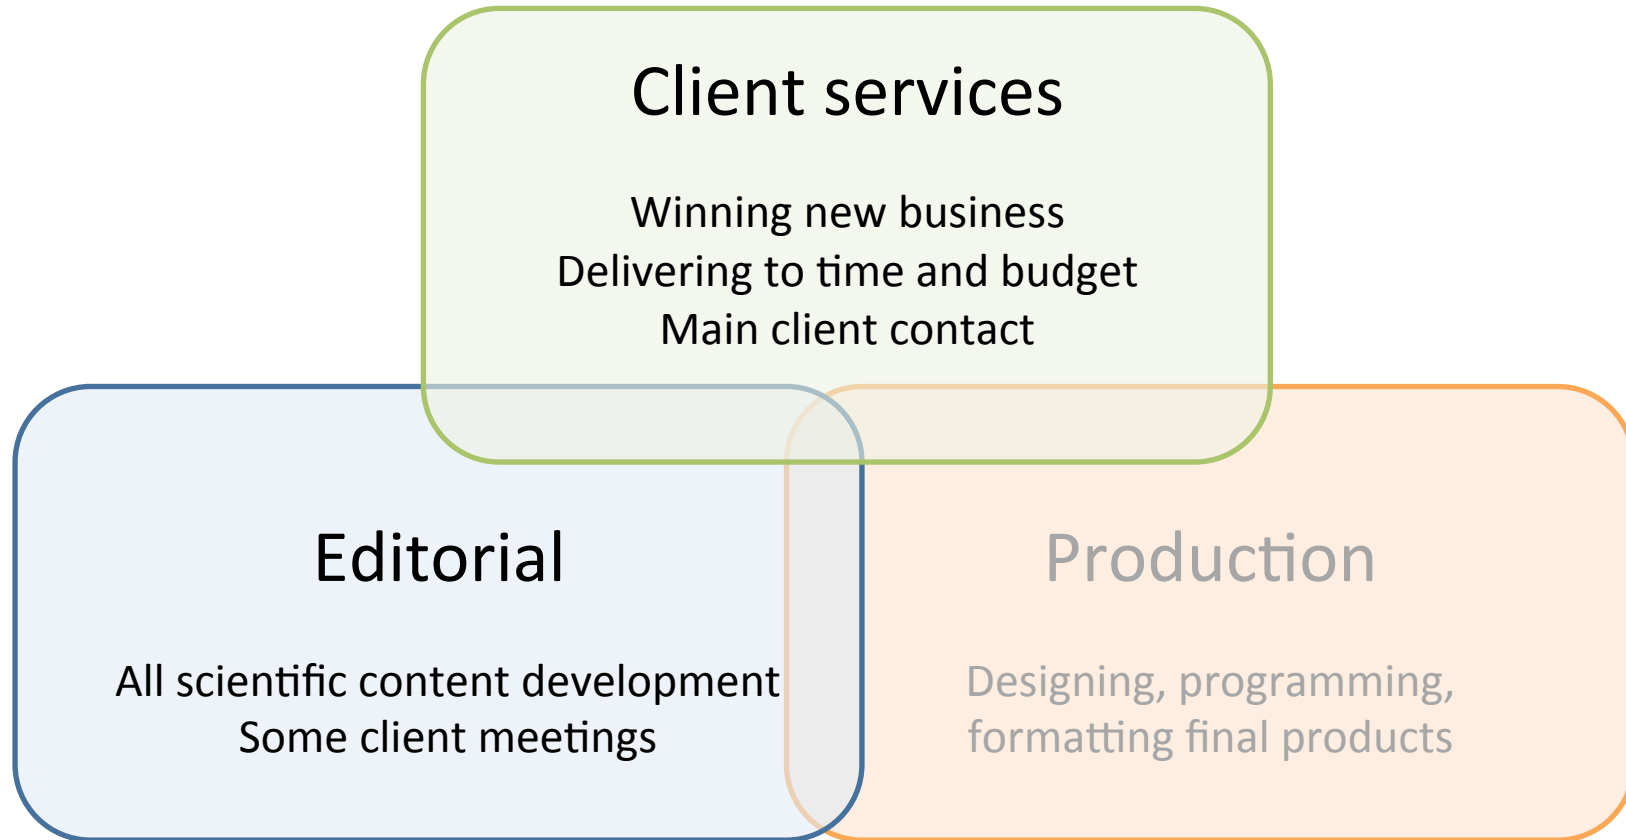 Client services
Winning new business
Delivering to time and budget
Main client contact
Editorial
All scientific content development
Some client meetings
Production
Designing, programming,
formatting final products